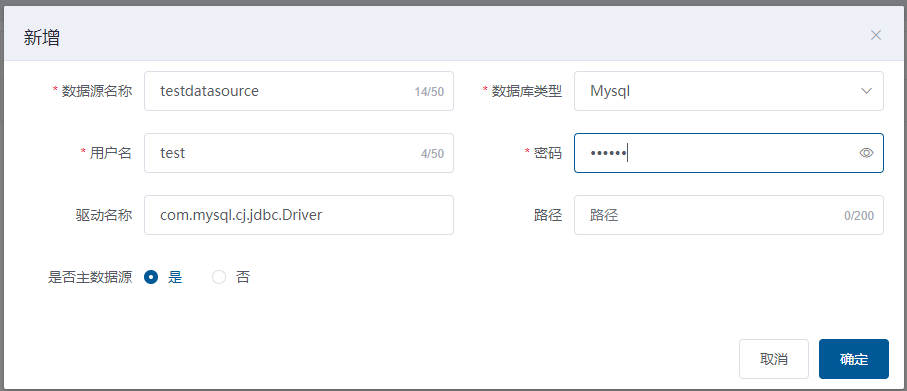 新增
* 数据源名称 testdatasource 14/50 * 数据库类型 Mysql
* 用户名 test 4/50 * 密码 ••••••
驱动名称 com.mysql.cj.jdbc.Driver 路径 路径 0/200
是否主数据源 是 否
取消 确定